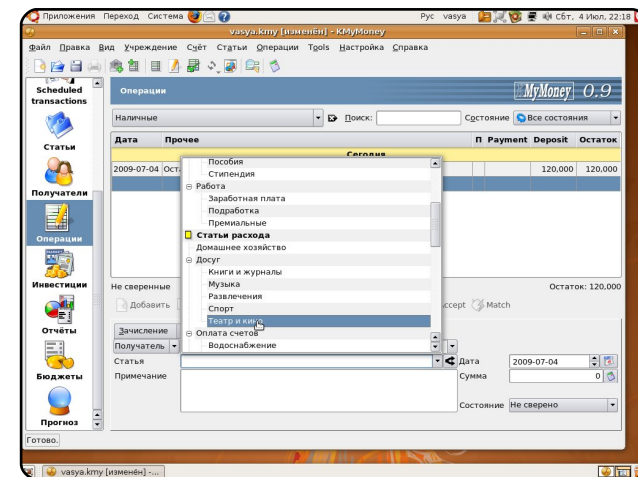 Приложения Переход Система Рус vasya Сбт, 4 Июл, 22:18
vasya.kmy [изменён] - KMyMoney
Файл Правка Вид Учреждение Счёт Статьи Операции Tools Настройка Справка
Scheduled transactions
Статьи
Получатели
Операции
Инвестиции
Отчёты
Бюджеты
Прогноз
Операции MyMoney 0.9
Наличные Поиск: Состояние Все состояния
Дата Прочее П Payment Deposit Остаток
Сегодня
2009-07-04 Оста 120,000 120,000
Пособия
Стипендия
Работа
Заработная плата
Подработка
Премиальные
Статьи расхода
Домашнее хозяйство
Досуг
Книги и журналы
Музыка
Развлечения
Спорт
Театр и кино
Оплата счетов
Водоснабжение
Не сверенные Остаток: 120,000
Добавить ccept Match
Зачисление
Получатель
Статья Дата 2009-07-04
Примечание Сумма 0
Состояние Не сверено
Готово.
vasya.kmy [изменён] -...